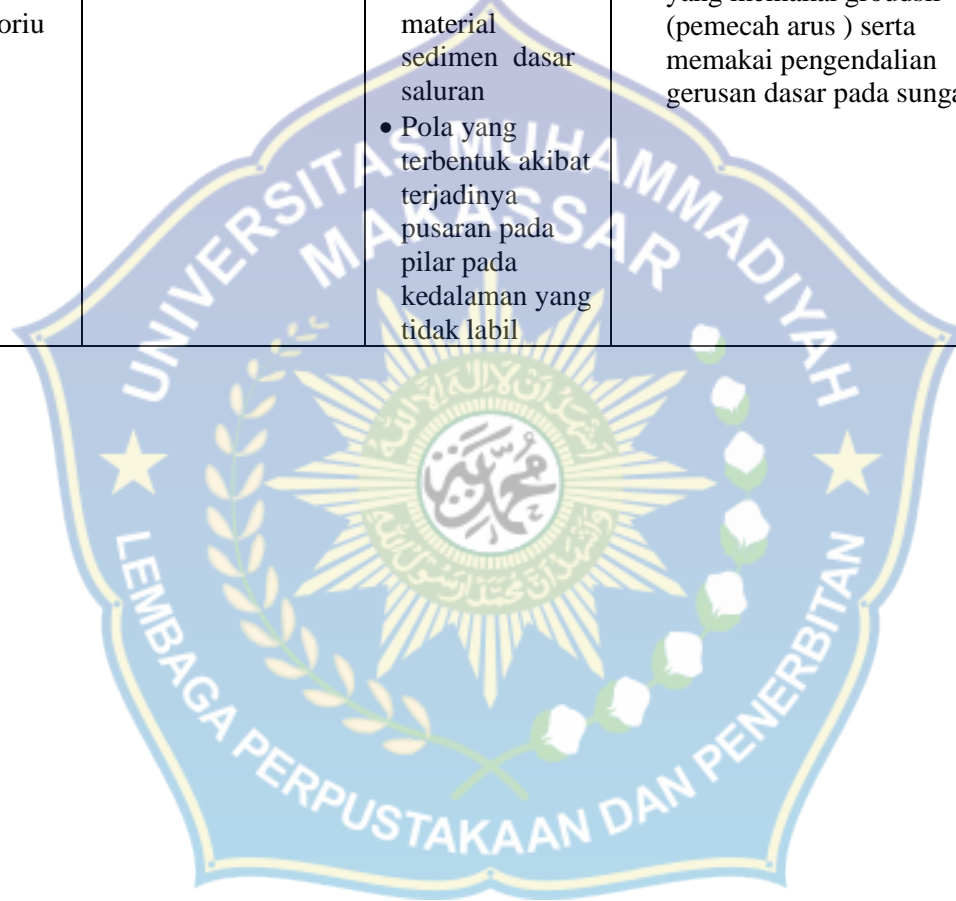 oriu
material
sedimen dasar
saluran
• Pola yang
terbentuk akibat
terjadinya
pusaran pada
pilar pada
kedalaman yang
tidak labil
(pemecah arus ) serta
memakai pengendalian
gerusan dasar pada sunga
UNIVERSITAS MUHAMMADIYAH
MAKASSAR
LEMBAGA PERPUSTAKAAN DAN PENERBITAN